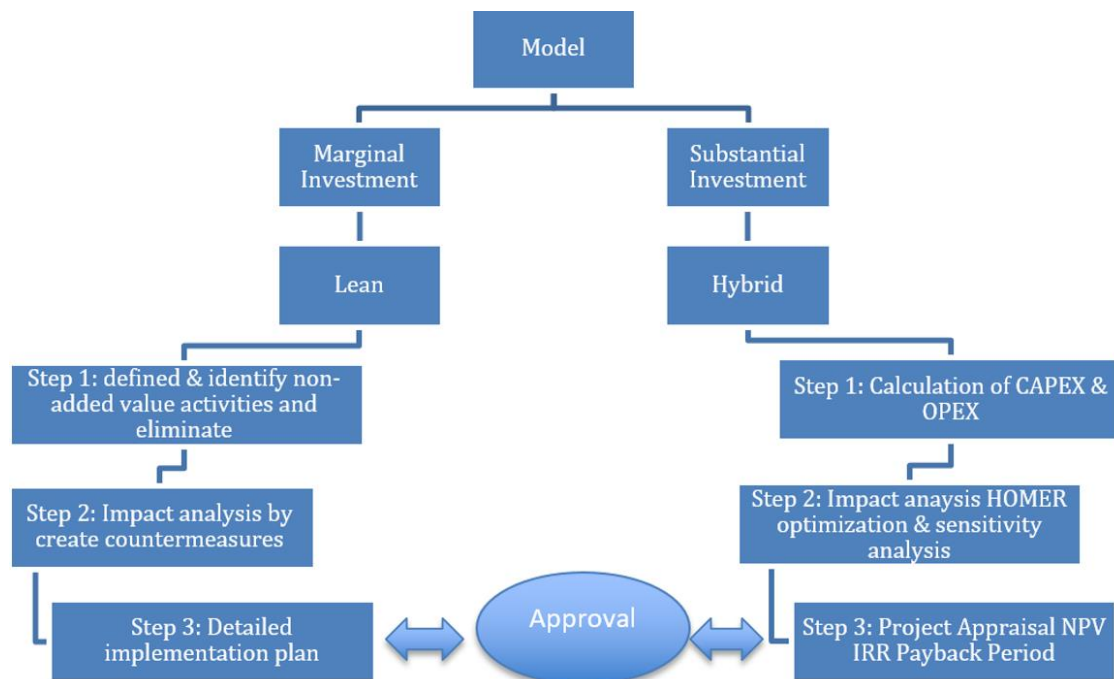 Model
Marginal
Investment
Substantial
Investment
Lean
Hybrid
Step 1: defined & identify non-
added value activities and
eliminate
Step 1: Calculation of CAPEX &
OPEX
Step 2: Impact analysis by
create countermeasures
Step 2: Impact anaysis HOMER
optimization & sensitivity
analysis
Step 3: Detailed
implementation plan
Approval
Step 3: Project Appraisal NPV
IRR Payback Period